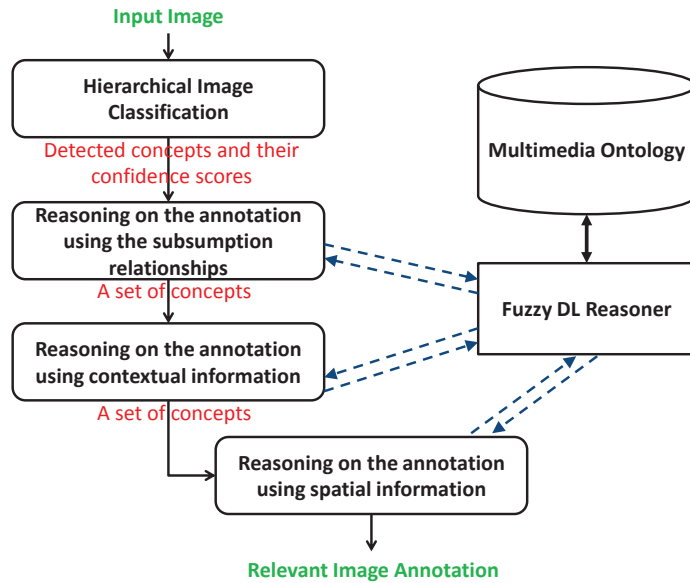 Input Image
Hierarchical Image
Classification
Detected concepts and their
confidence scores
Multimedia Ontology
Reasoning on the annotation
using the subsumption
relationships
A set of concepts
Fuzzy DL Reasoner
Reasoning on the annotation
using contextual information
A set of concepts
Reasoning on the annotation
using spatial information
Relevant Image Annotation